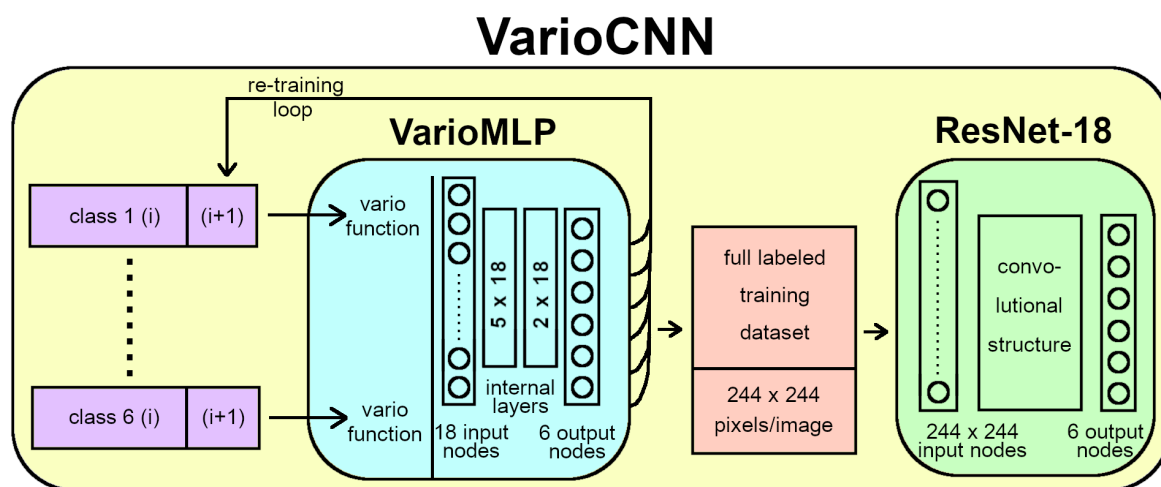 VarioCNN
re-training
loop
VarioMLP
ResNet-18
class 1 (i)
(i+1)
vario
function
class 6 (i)
(i+1)
vario
function
5 x 18
2 x 18
internal
layers
18 input
nodes
6 output
nodes
full labeled
training
dataset
244 x 244
pixels/image
convo-
lutional
structure
244 x 244
input nodes
6 output
nodes